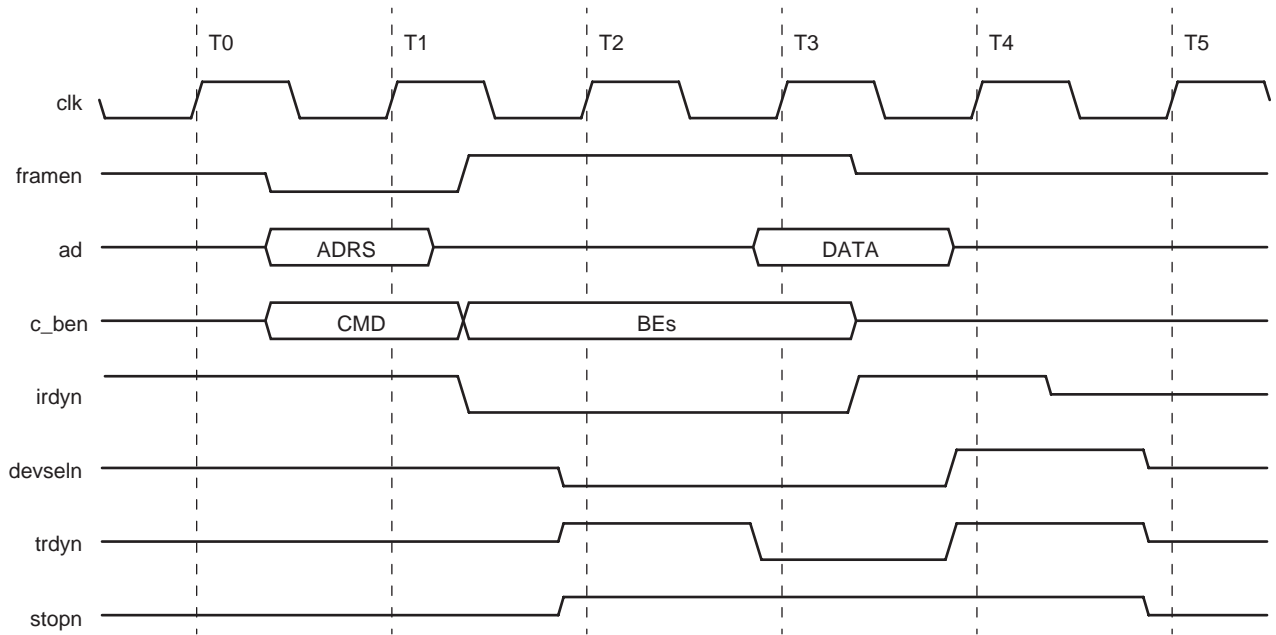 T0 T1 T2 T3 T4 T5
clk
framen
ad ADRS DATA
c_ben CMD BEs
irdyn
devseln
trdyn
stopn